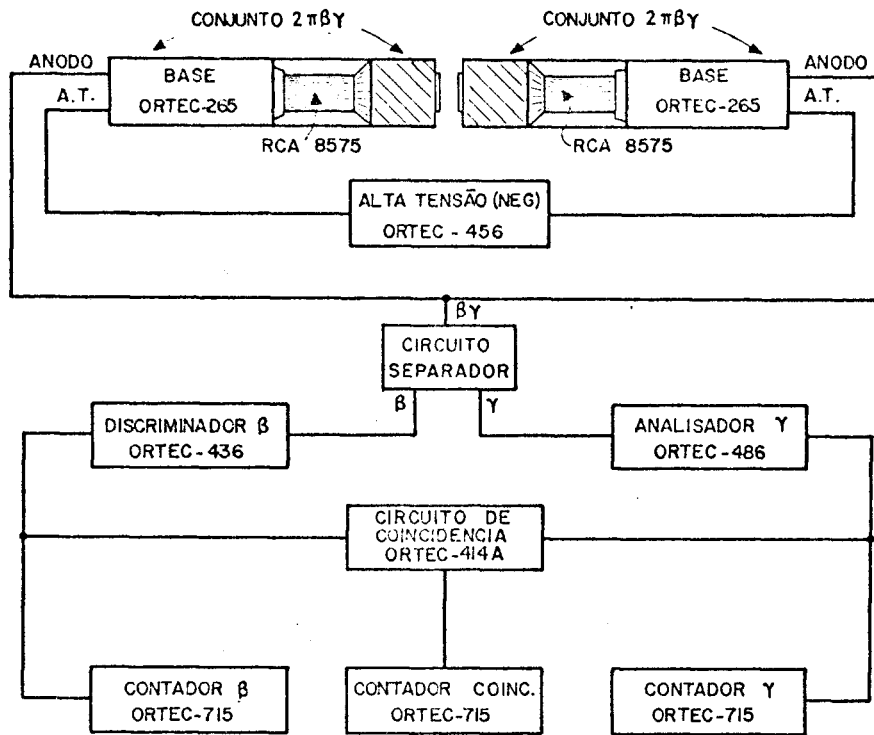 CONJUNTO 2πβγ
CONJUNTO 2πβγ
ANODO
A.T.
BASE
ORTEC-265
RCA 8575
RCA 8575
BASE
ORTEC-265
ANODO
A.T.
ALTA TENSÃO (NEG)
ORTEC - 456
βγ
CIRCUITO
SEPARADOR
β
γ
DISCRIMINADOR β
ORTEC-436
ANALISADOR γ
ORTEC-486
CIRCUITO DE
COINCIDENCIA
ORTEC-414A
CONTADOR β
ORTEC-715
CONTADOR COINC.
ORTEC-715
CONTADOR γ
ORTEC-715